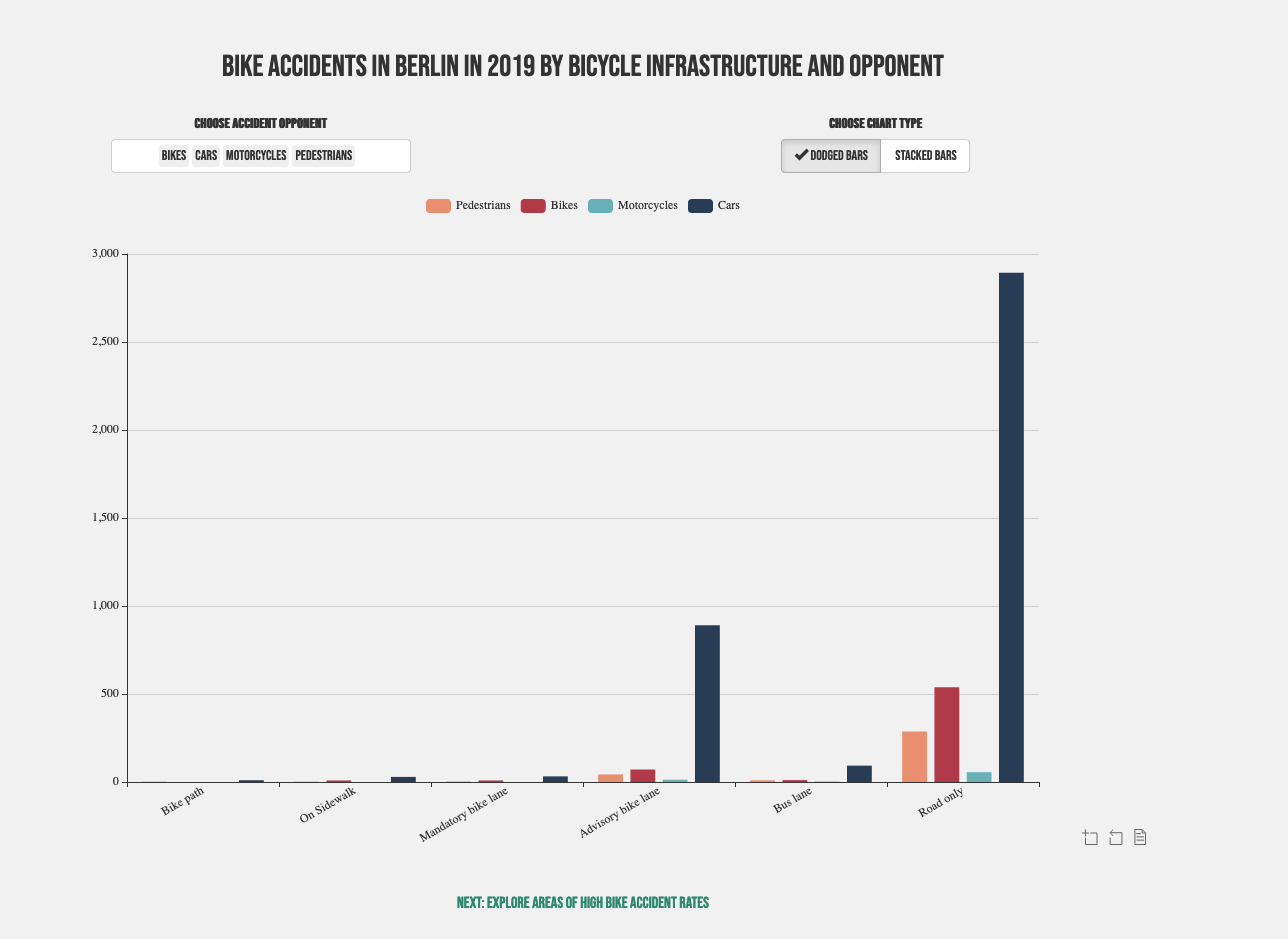 BIKE ACCIDENTS IN BERLIN IN 2019 BY BICYCLE INFRASTRUCTURE AND OPPONENT
CHOOSE ACCIDENT OPPONENT
CHOOSE CHART TYPE
BIKES CARS MOTORCYCLES PEDESTRIANS
DODGED BARS STACKED BARS
Pedestrians Bikes Motorcycles Cars
3,000
2,500
2,000
1,500
1,000
500
0
Bike path
On Sidewalk
Mandatory bike lane
Advisory bike lane
Bus lane
Road only
NEXT: EXPLORE AREAS OF HIGH BIKE ACCIDENT RATES